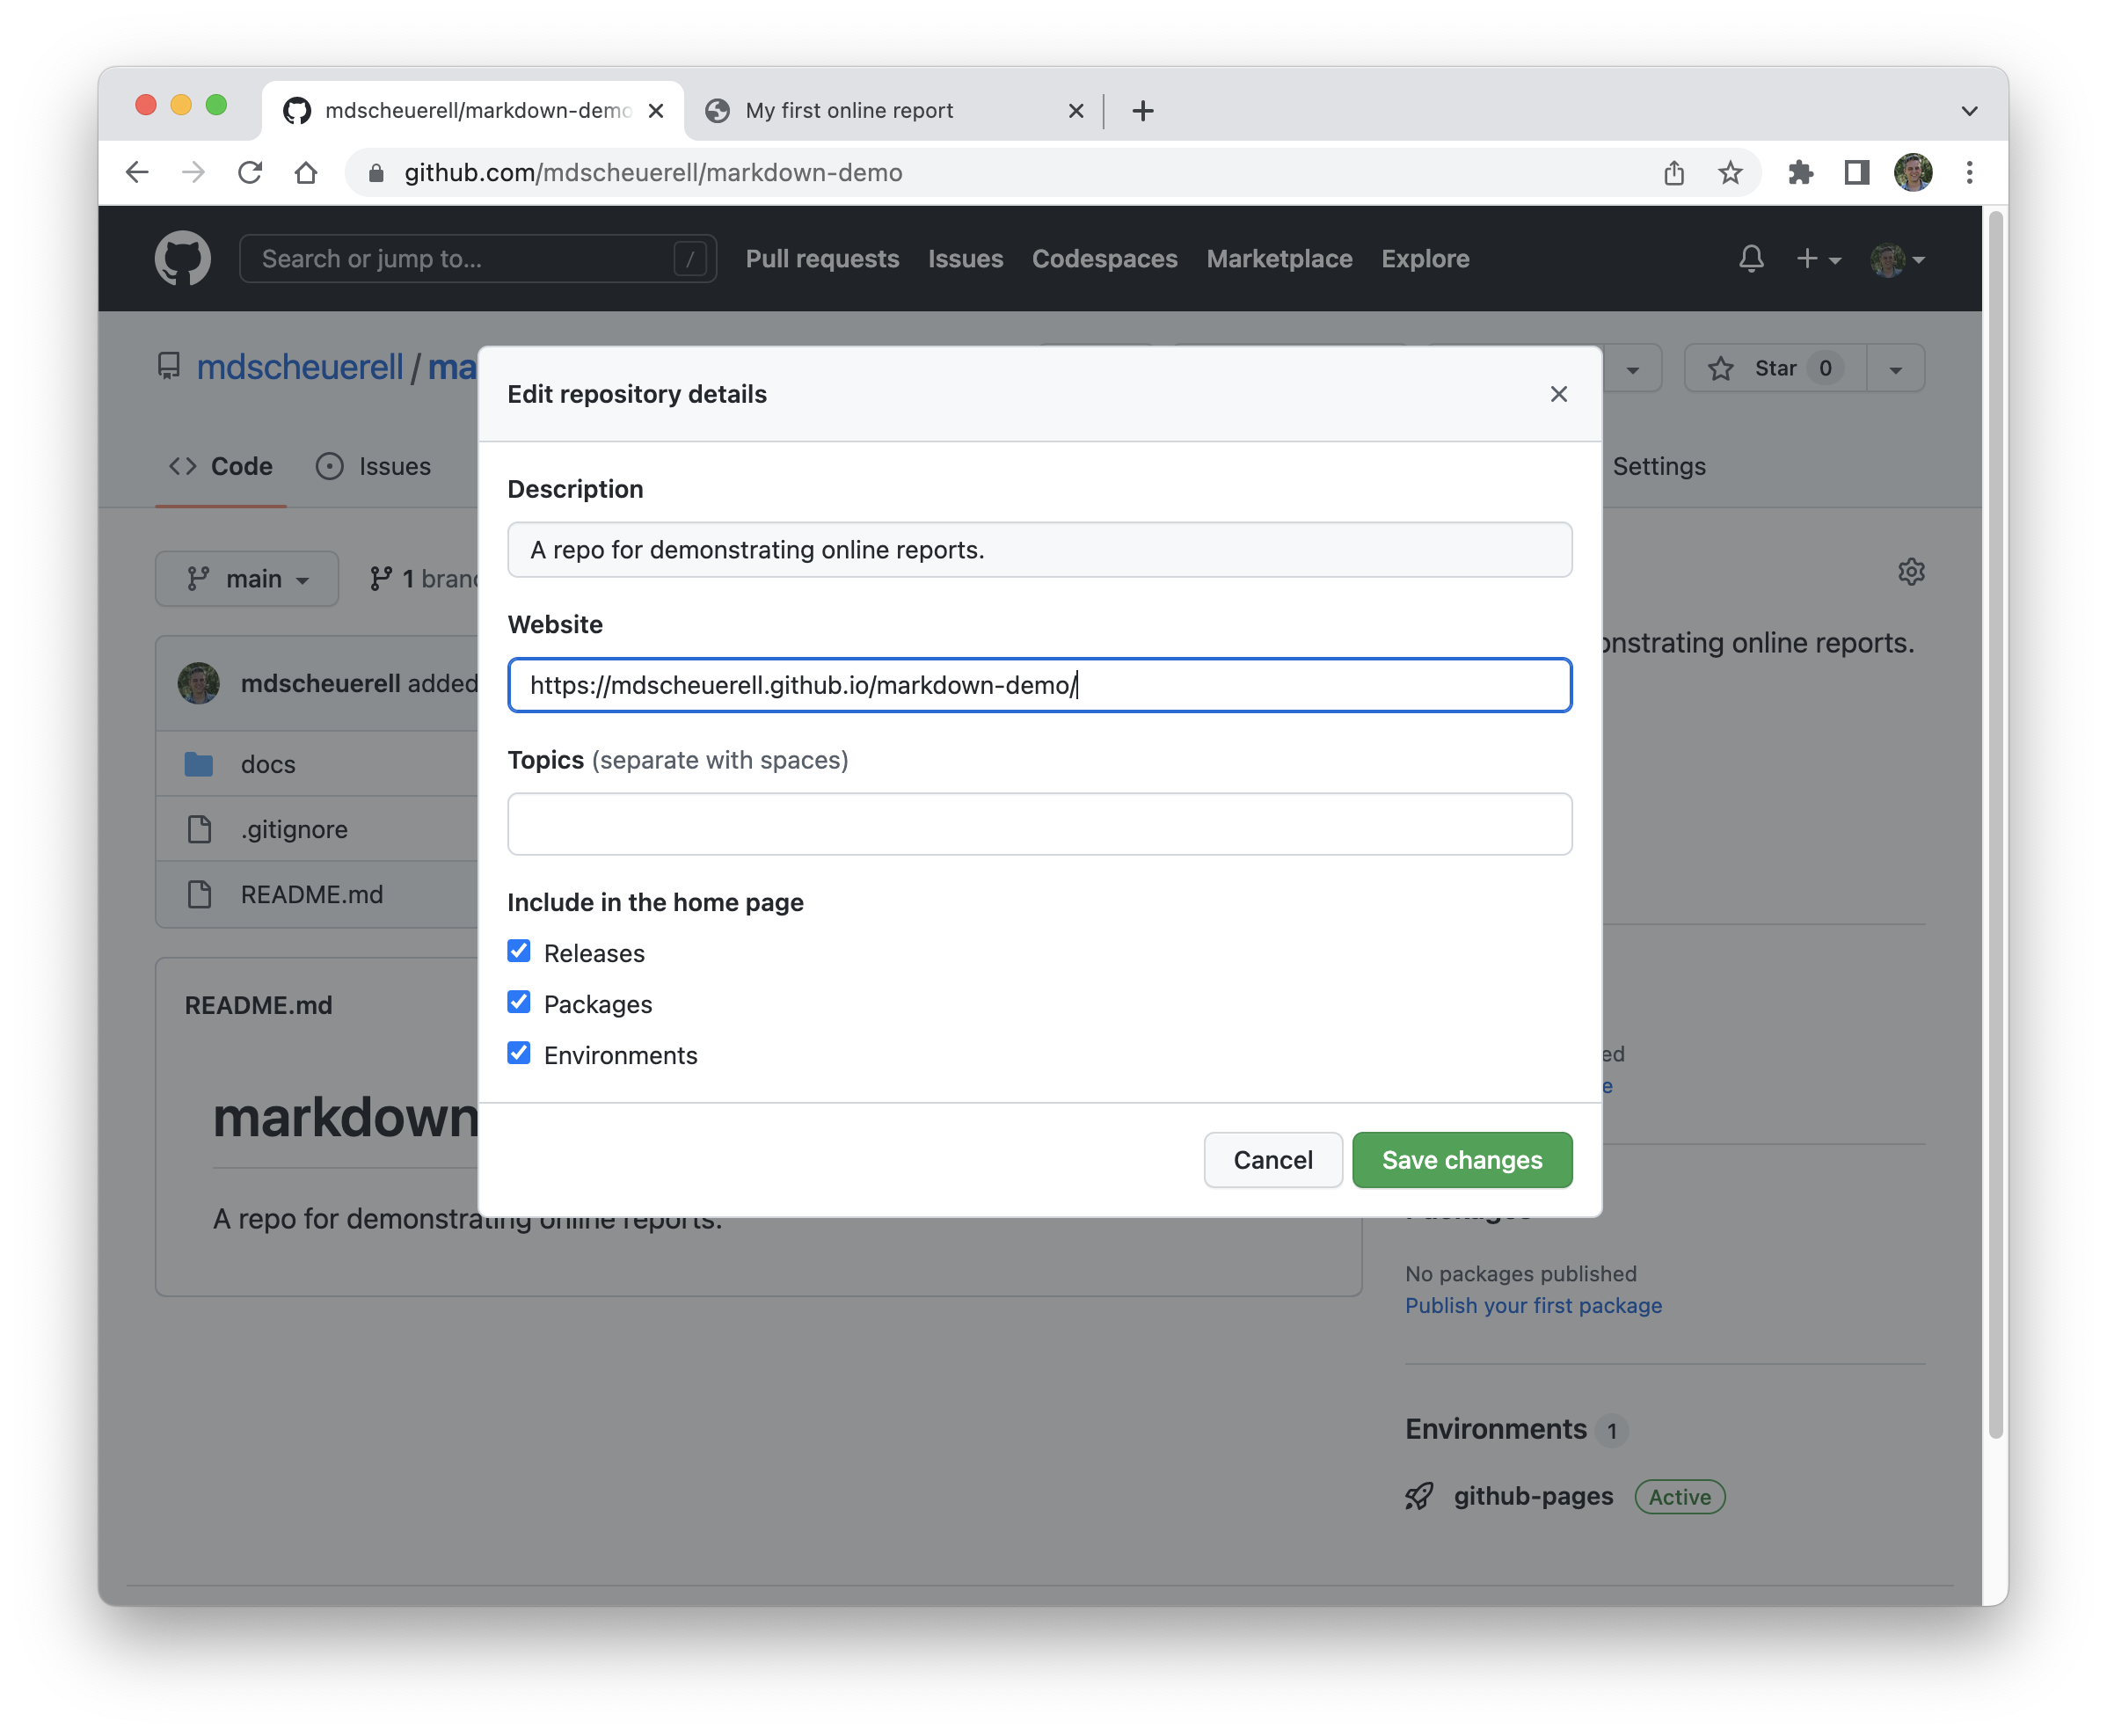 mdscheuerell/markdown-demo
My first online report
github.com/mdscheuerell/markdown-demo
Search or jump to... /
Pull requests Issues Codespaces Marketplace Explore
mdscheuerell / ma
Star 0
Code Issues
Settings
Edit repository details
Description
A repo for demonstrating online reports.
Website
https://mdscheuerell.github.io/markdown-demo/
Topics (separate with spaces)
Include in the home page
Releases
Packages
Environments
Cancel Save changes
main 1 branc
onstrating online reports.
mdscheuerell added
docs
.gitignore
README.md
README.md
markdown
A repo for demonstrating online reports.
ed
e
Packages
No packages published
Publish your first package
Environments 1
github-pages Active